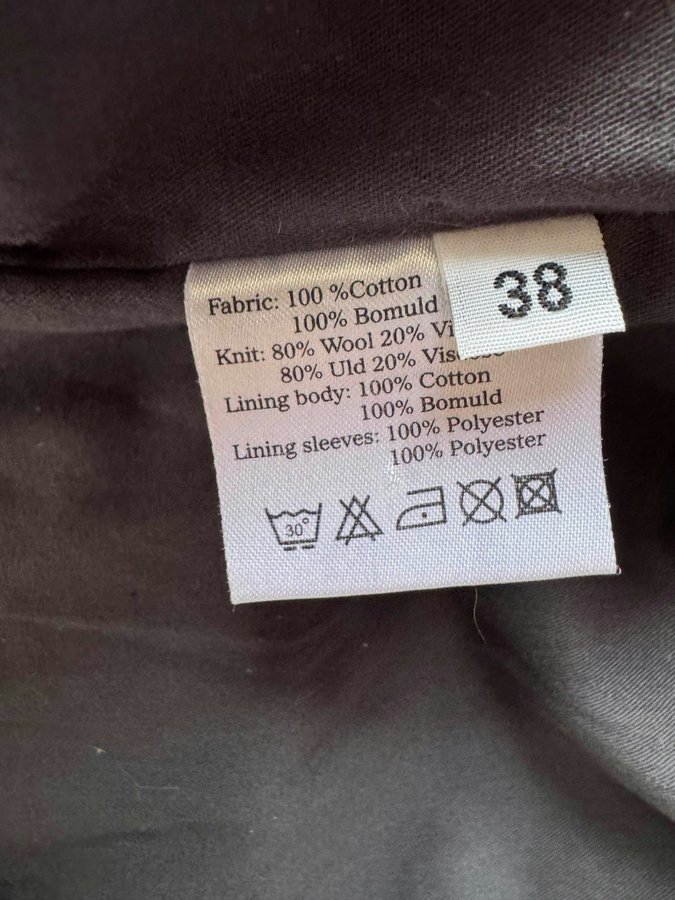 38
Fabric: 100 %Cotton
100% Bomuld
Knit: 80% Wool 20%
80% Uld 20%
Lining body: 100% Cotton
100% Bomuld
Lining sleeves: 100% Polyester
100% Polyester
30°